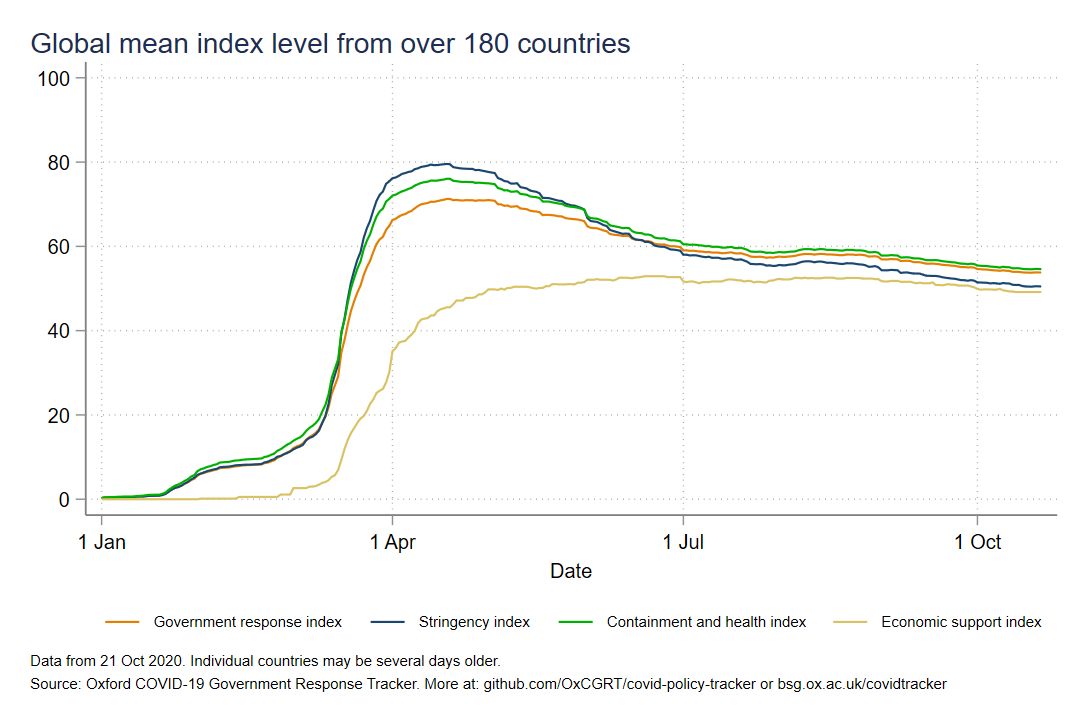 Global mean index level from over 180 countries
100
80
60
40
20
0
1 Jan 1 Apr 1 Jul 1 Oct
Date
Government response index Stringency index Containment and health index Economic support index
Data from 21 Oct 2020. Individual countries may be several days older.
Source: Oxford COVID-19 Government Response Tracker. More at: github.com/OxCGRT/covid-policy-tracker or bsg.ox.ac.uk/covidtracker